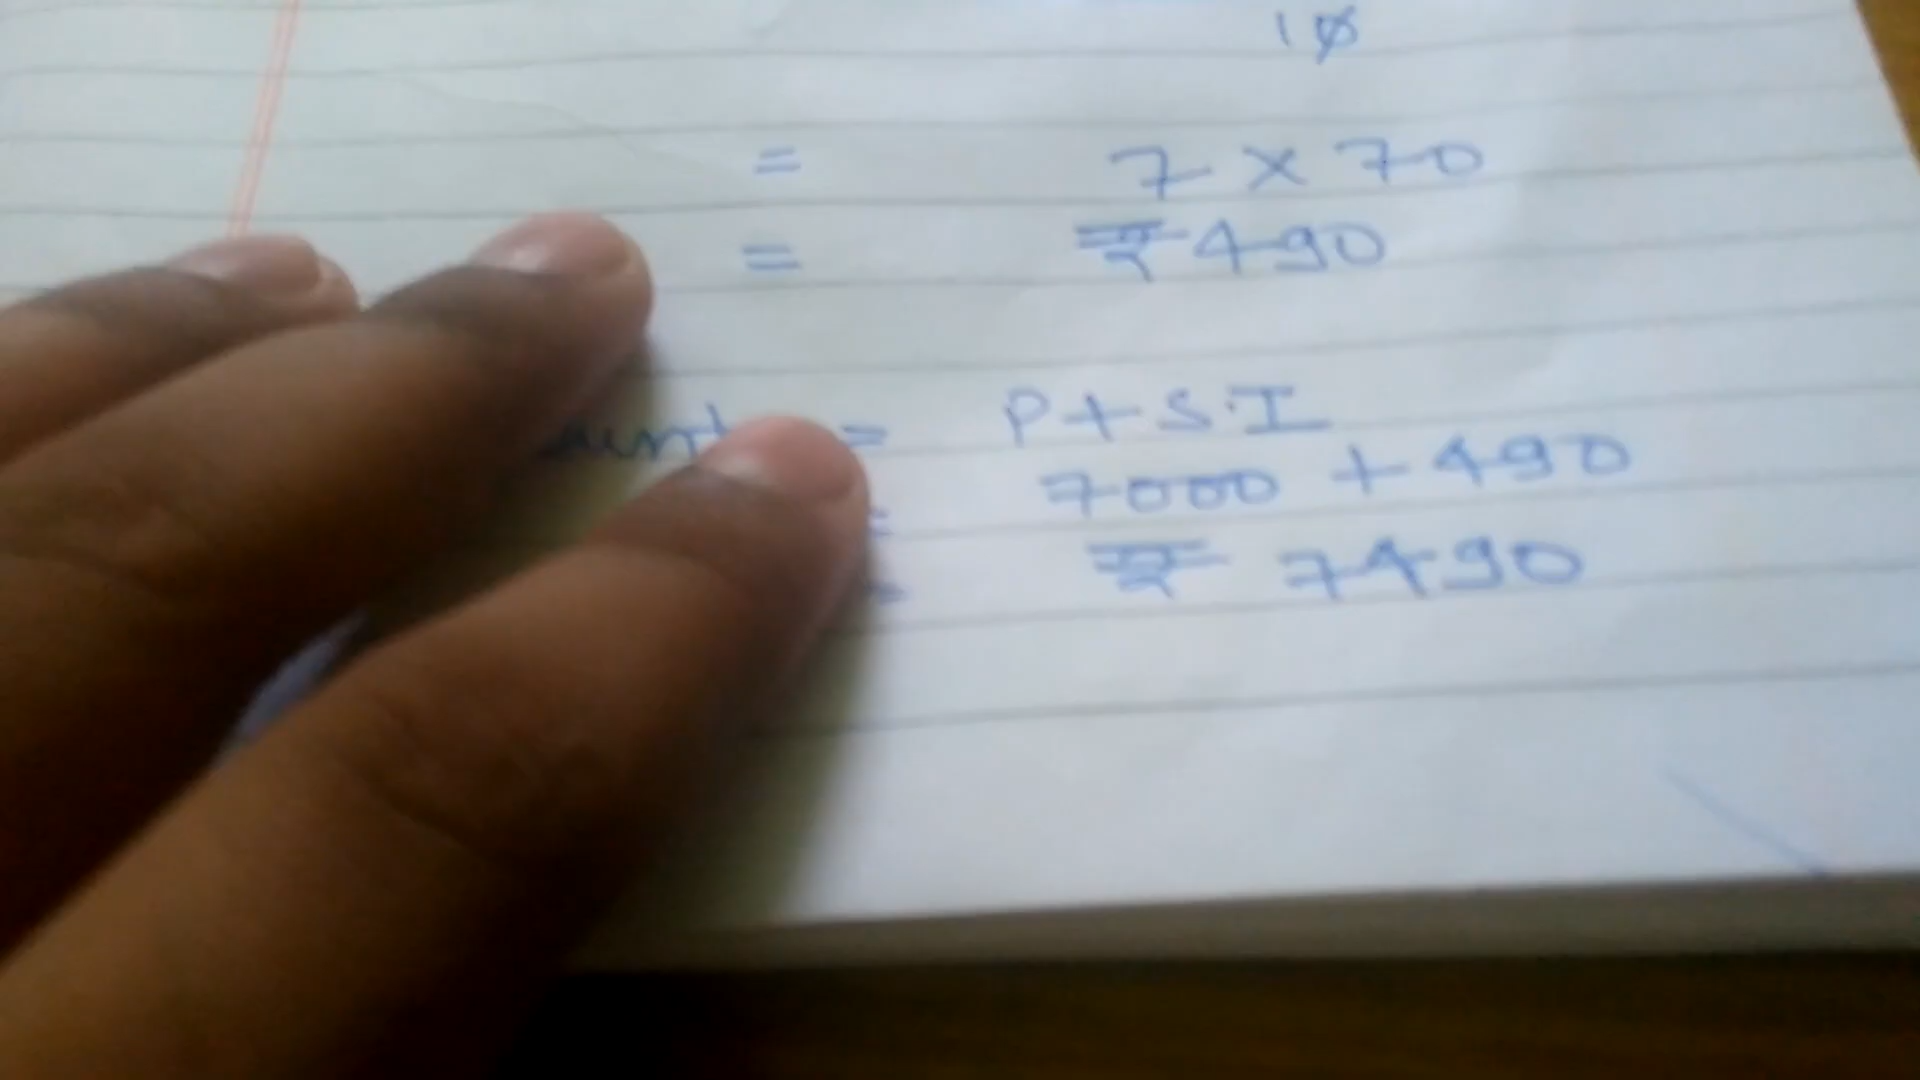 10
= 7 × 70
= ₹ 490
= P + S.I
= 7000 + 490
= ₹ 7490